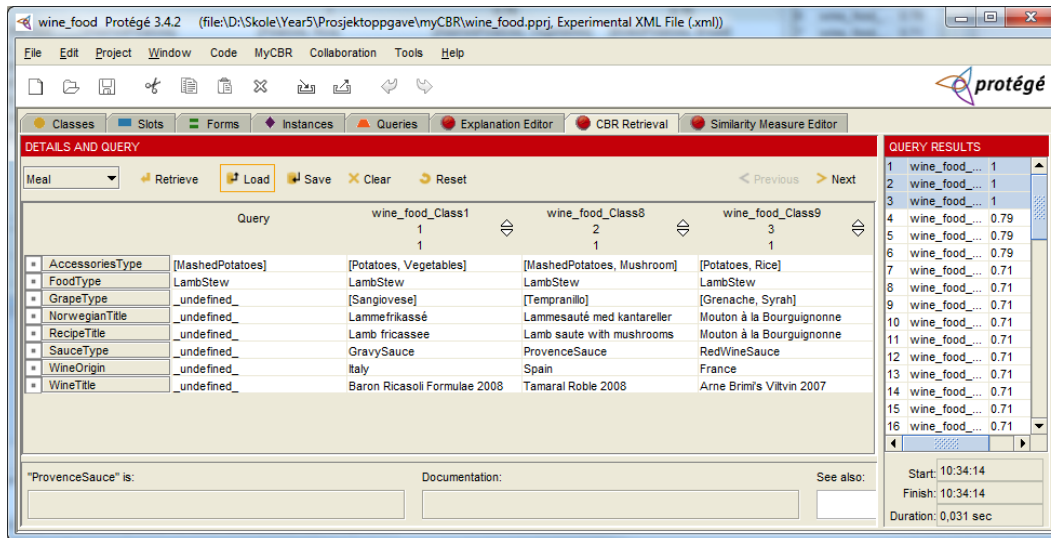 wine_food Protégé 3.4.2 (file:\D:\Skole\Year5\Prosjektoppgave\myCBR\wine_food.pprj, Experimental XML File (.xml))
File Edit Project Window Code MyCBR Collaboration Tools Help
protégé
Classes Slots Forms Instances Queries Explanation Editor CBR Retrieval Similarity Measure Editor
DETAILS AND QUERY
Meal Retrieve Load Save Clear Reset Previous Next
Query wine_food_Class1 wine_food_Class8 wine_food_Class9
1 2 3
1 1 1
AccessoriesType [MashedPotatoes] [Potatoes, Vegetables] [MashedPotatoes, Mushroom] [Potatoes, Rice]
FoodType LambStew LambStew LambStew LambStew
GrapeType _undefined_ [Sangiovese] [Tempranillo] [Grenache, Syrah]
NorwegianTitle _undefined_ Lammefrikassé Lammesauté med kantareller Mouton à la Bourguignonne
RecipeTitle _undefined_ Lamb fricassee Lamb saute with mushrooms Mouton à la Bourguignonne
SauceType _undefined_ GravySauce ProvenceSauce RedWineSauce
WineOrigin _undefined_ Italy Spain France
WineTitle _undefined_ Baron Ricasoli Formulae 2008 Tamaral Roble 2008 Arne Brimi's Viltvin 2007
"ProvenceSauce" is: Documentation: See also:
QUERY RESULTS
1 wine_food_... 1
2 wine_food_... 1
3 wine_food_... 1
4 wine_food_... 0.79
5 wine_food_... 0.79
6 wine_food_... 0.79
7 wine_food_... 0.71
8 wine_food_... 0.71
9 wine_food_... 0.71
10 wine_food_... 0.71
11 wine_food_... 0.71
12 wine_food_... 0.71
13 wine_food_... 0.71
14 wine_food_... 0.71
15 wine_food_... 0.71
16 wine_food_... 0.71
Start: 10:34:14
Finish: 10:34:14
Duration: 0,031 sec